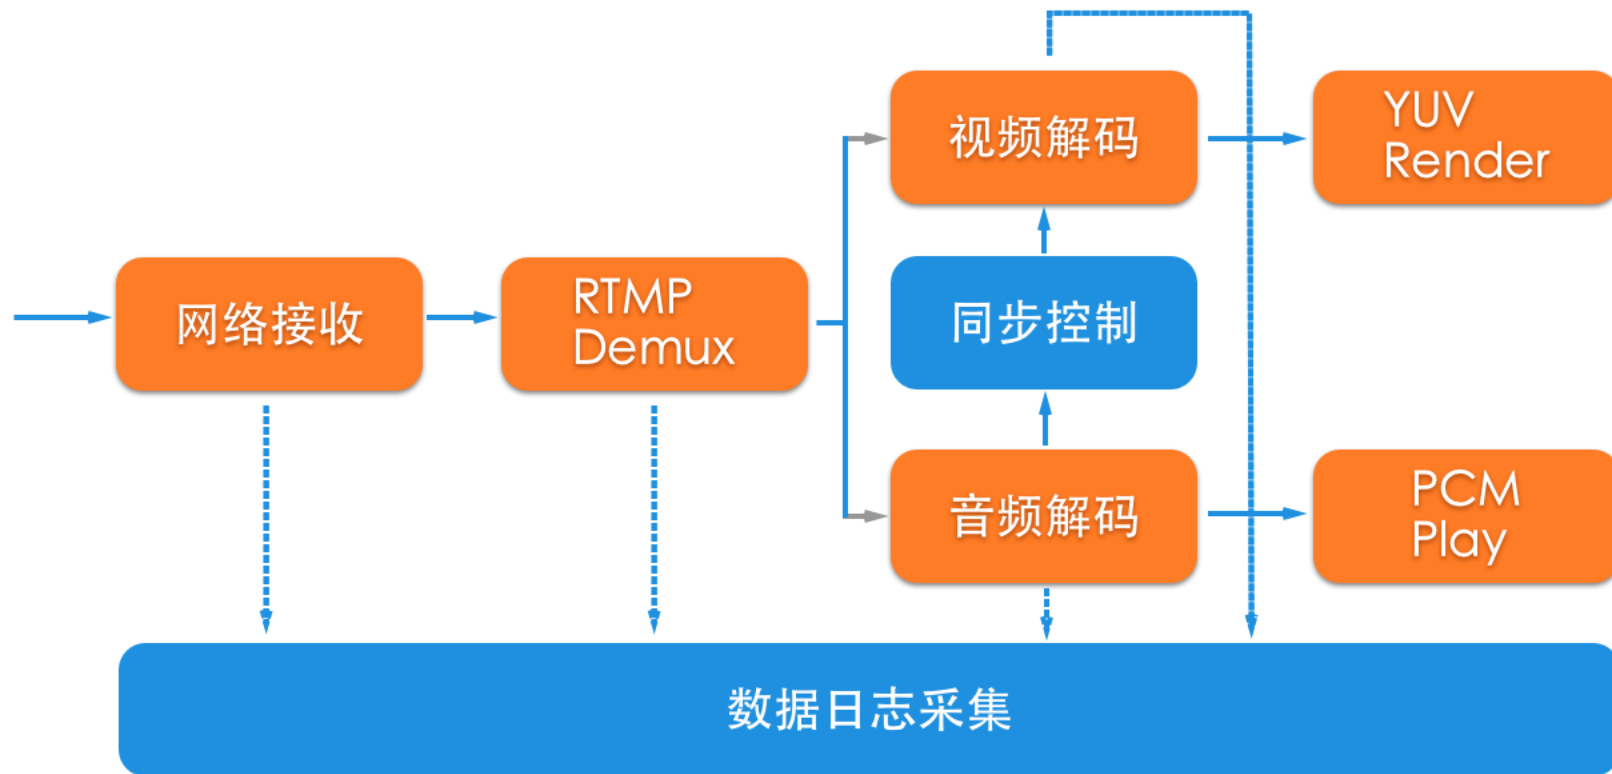 视频解码
YUV
Render
网络接收
RTMP
Demux
同步控制
音频解码
PCM
Play
数据日志采集